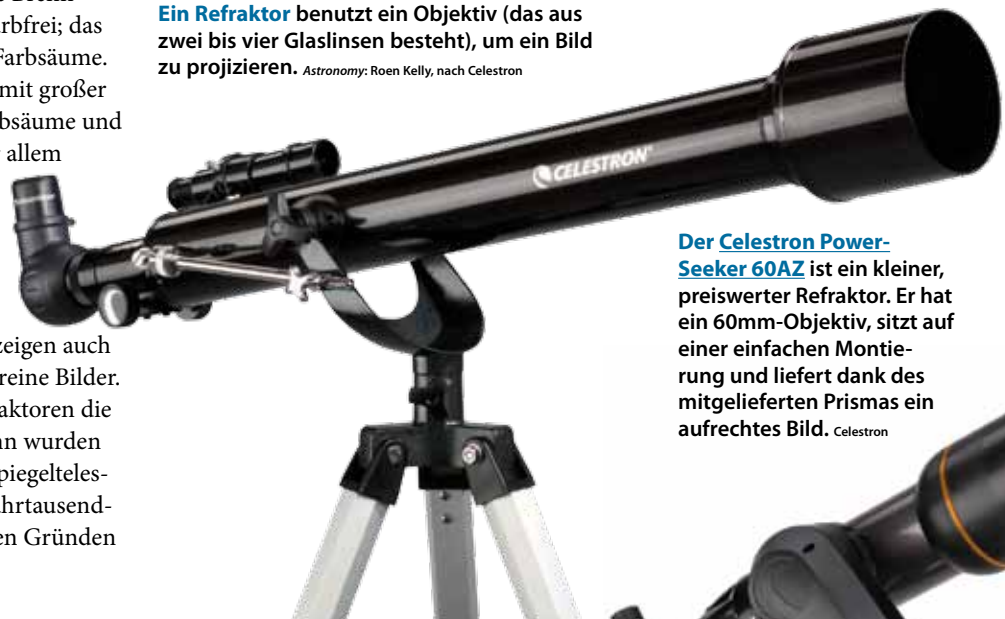 rbfrei; das
Farbsäume.
mit großer
bsäume und
allem
zeigen auch
reine Bilder.
aktoren die
nn wurden
piegelteles-
ahrtausend-
en Gründen
Ein Refraktor benutzt ein Objektiv (das aus
zwei bis vier Glaslinsen besteht), um ein Bild
zu projizieren. Astronomy: Roen Kelly, nach Celestron
CELESTRON
Der Celestron Power-
Seeker 60AZ ist ein kleiner,
preiswerter Refraktor. Er hat
ein 60mm-Objektiv, sitzt auf
einer einfachen Montie-
rung und liefert dank des
mitgelieferten Prismas ein
aufrechtes Bild. Celestron